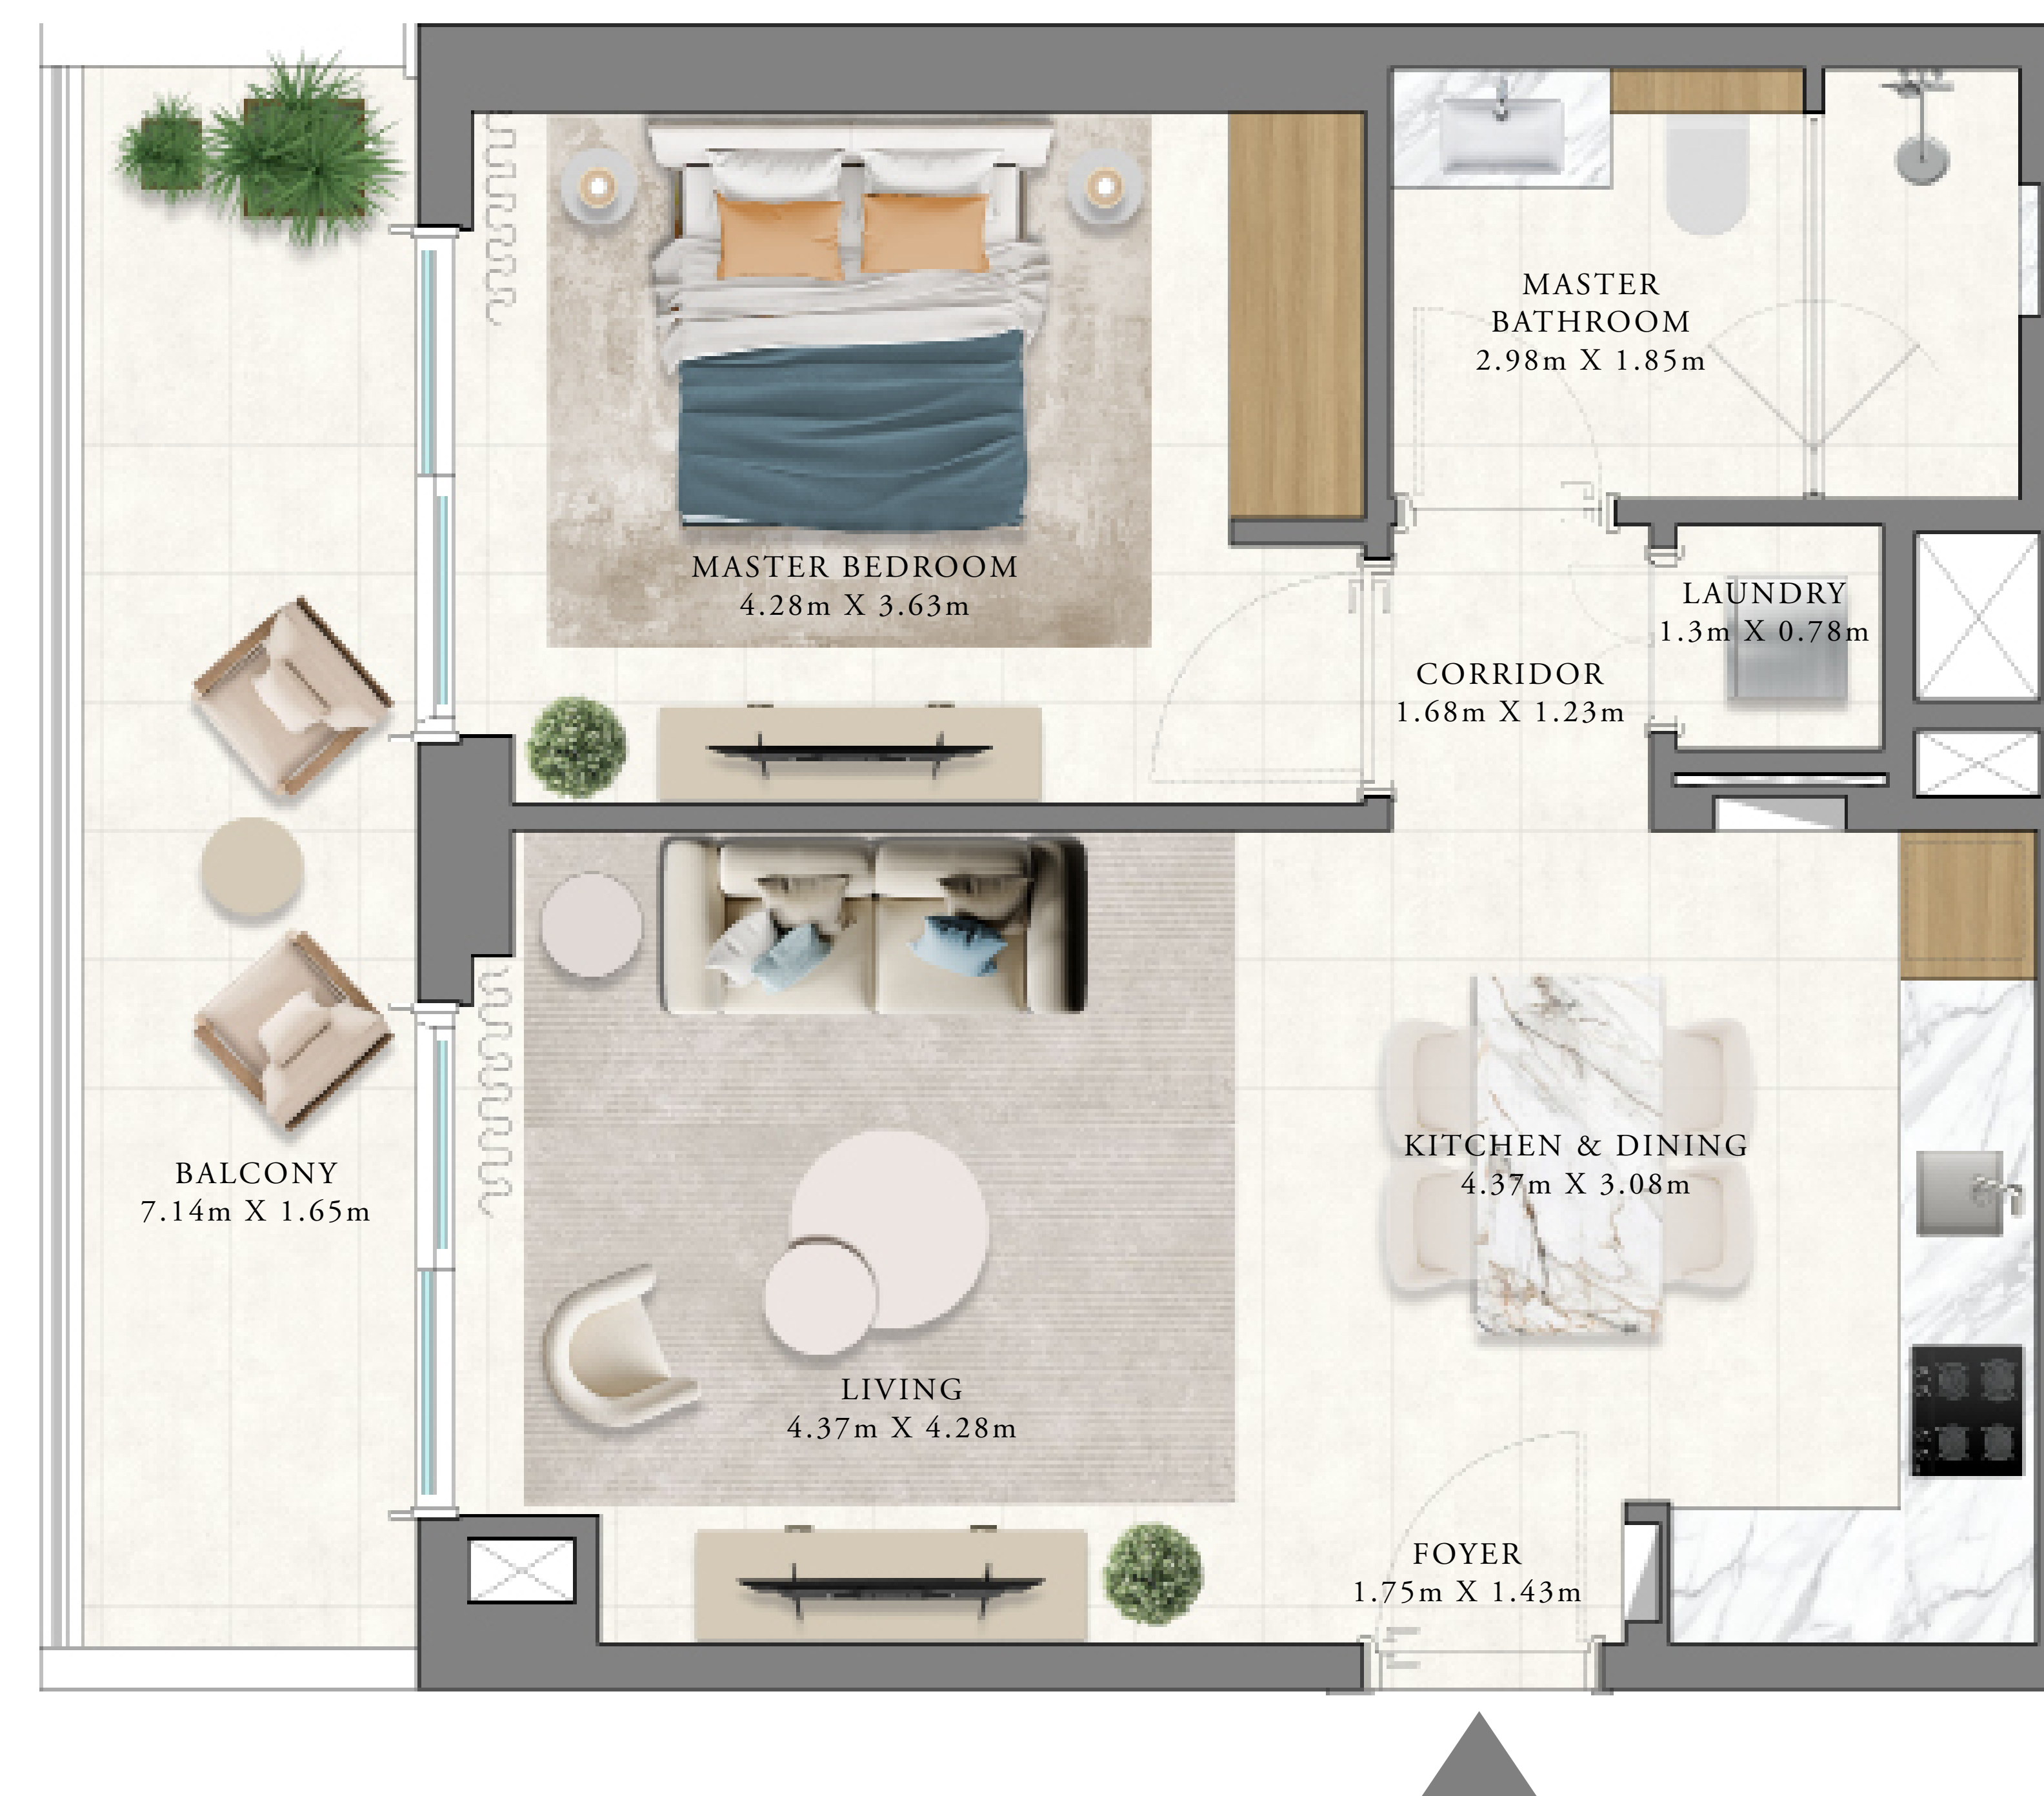 MASTER
BATHROOM
2.98m X 1.85m
MASTER BEDROOM
4.28m X 3.63m
LAUNDRY
1.3m X 0.78m
CORRIDOR
1.68m X 1.23m
BALCONY
7.14m X 1.65m
KITCHEN & DINING
4.37m X 3.08m
LIVING
4.37m X 4.28m
FOYER
1.75m X 1.43m